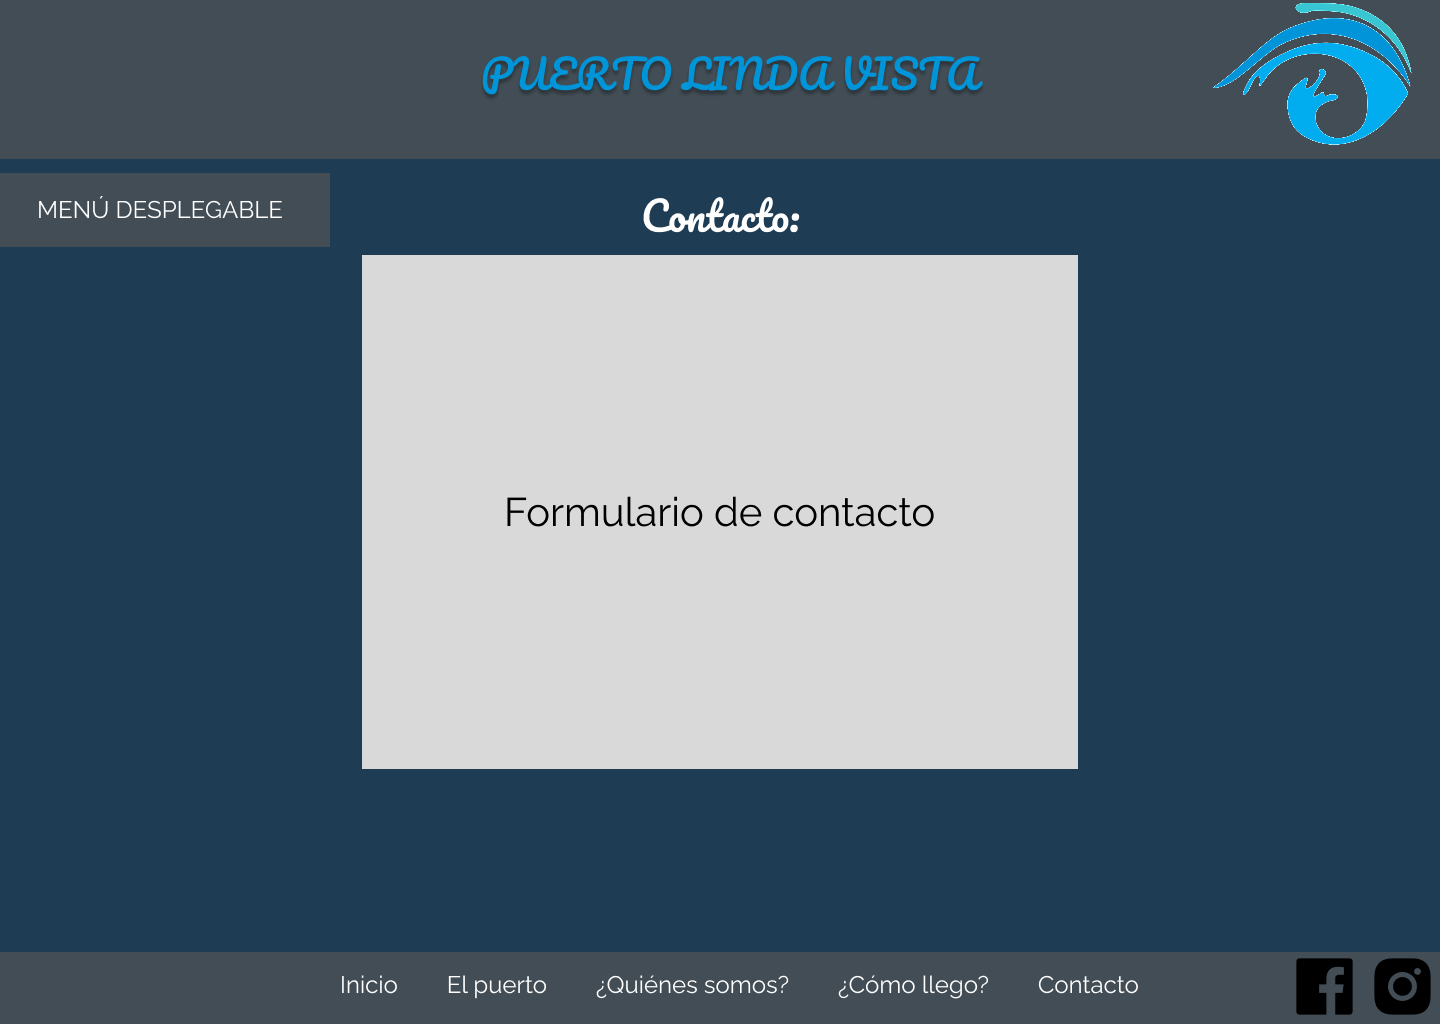 PUERTO LINDA VISTA
MENÚ DESPLEGABLE
Contacto:
Formulario de contacto
Inicio El puerto ¿Quiénes somos? ¿Cómo llego? Contacto